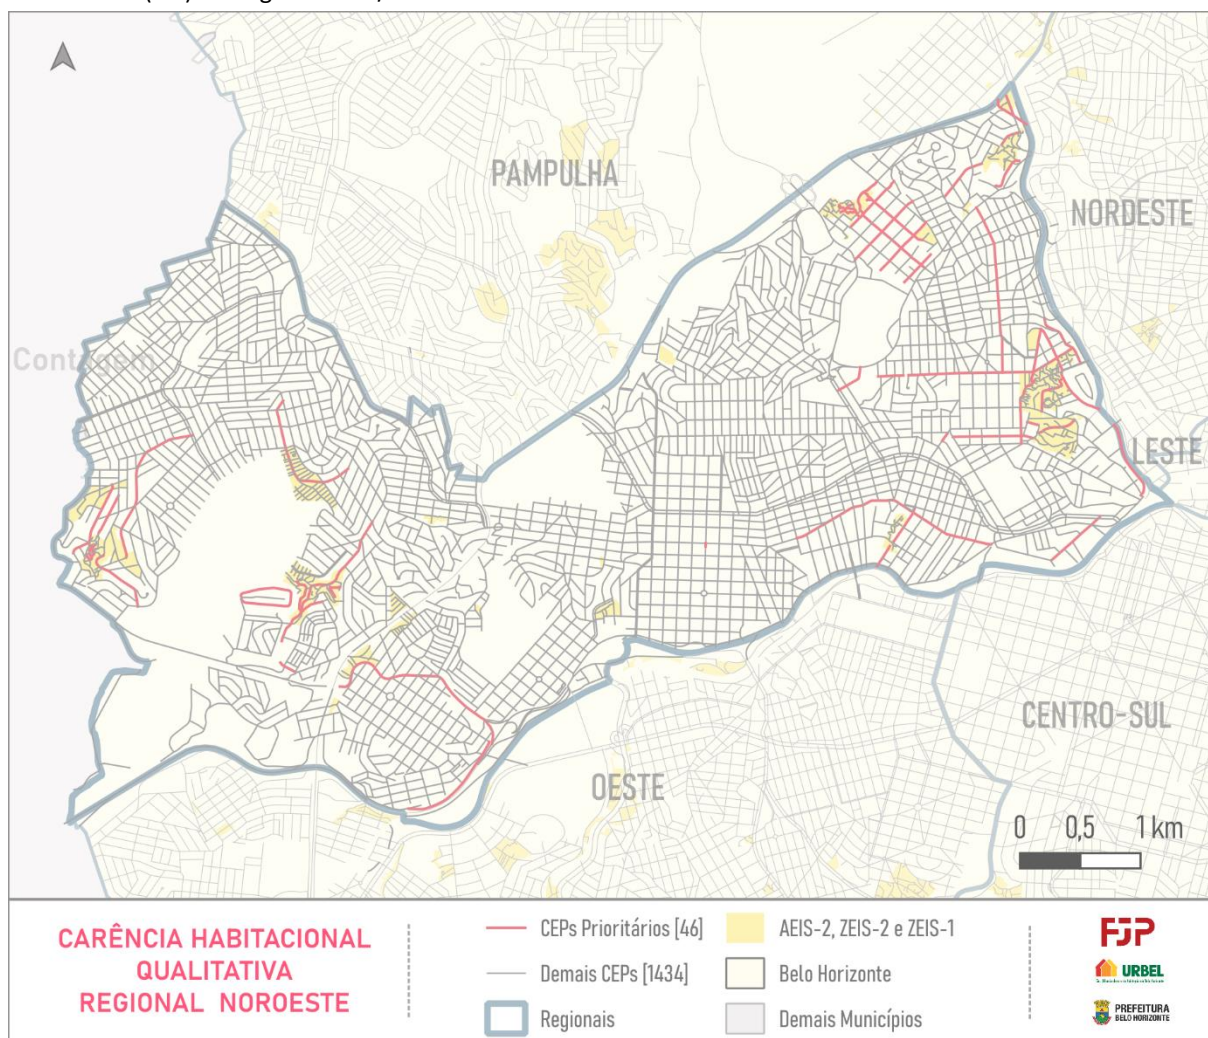 PAMPULHA
NORDESTE
Contagem
LESTE
CENTRO-SUL
OESTE
0 0,5 1 km
CARÊNCIA HABITACIONAL
QUALITATIVA
REGIONAL NOROESTE
CEPs Prioritários [46]
Demais CEPs [1434]
Regionais
AEIS-2, ZEIS-2 e ZEIS-1
Belo Horizonte
Demais Municípios
FJP
URBEL
PREFEITURA
BELO HORIZONTE